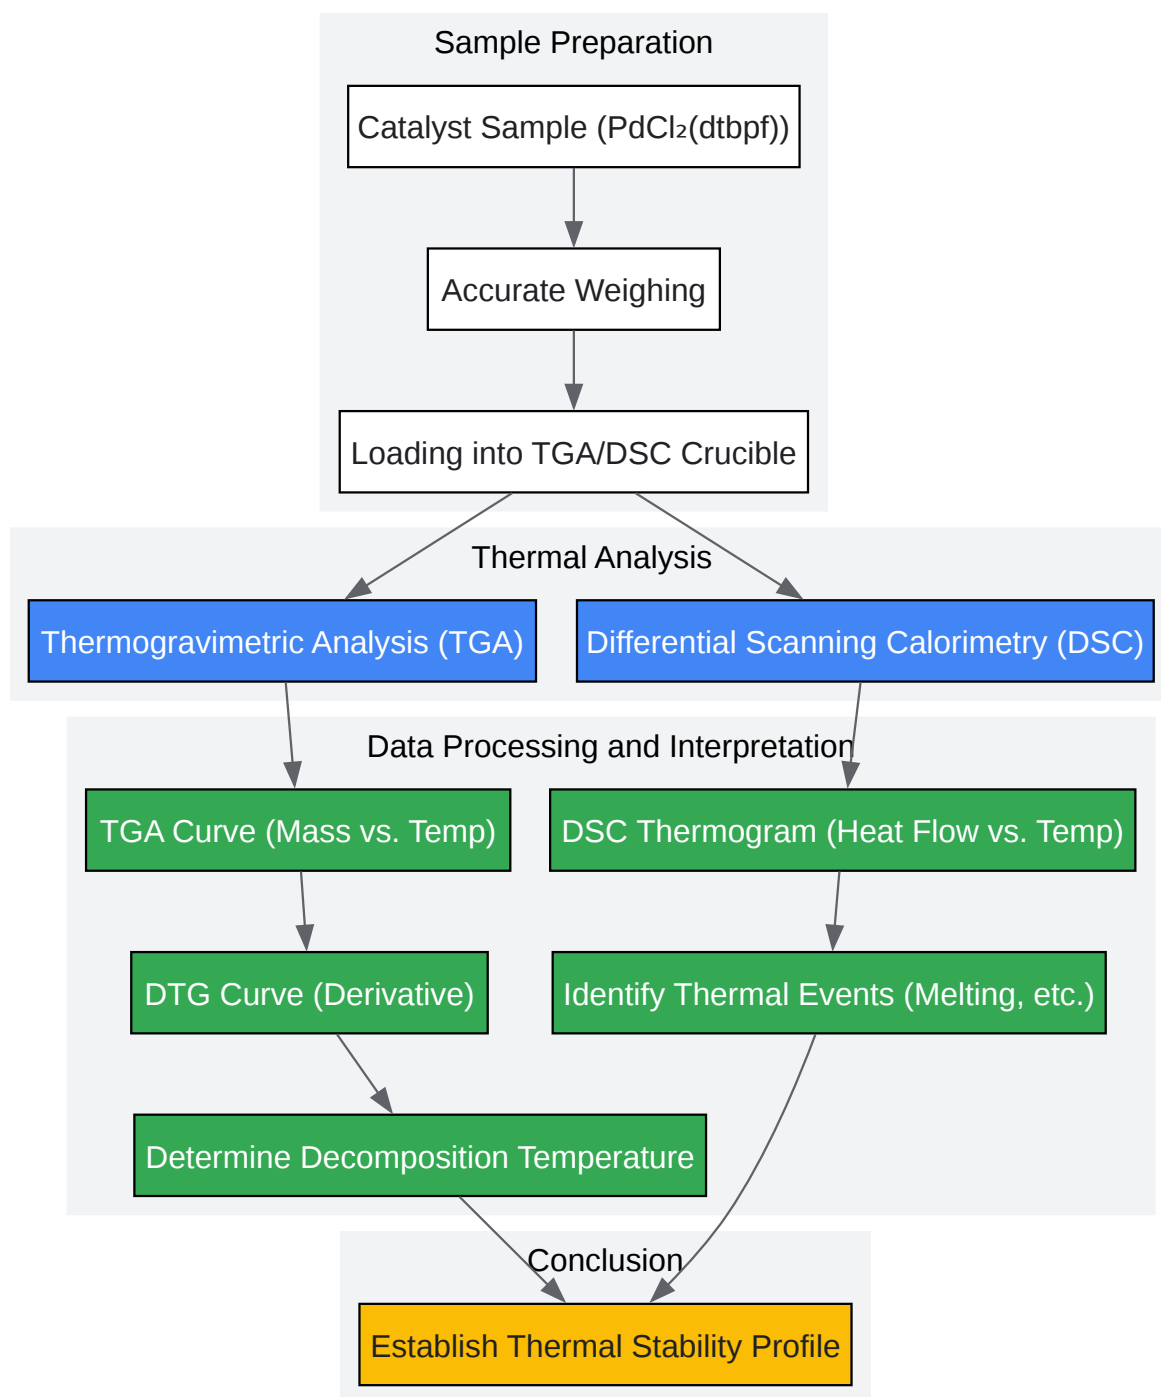 Sample Preparation
Catalyst Sample (PdCl₂(dtbpf))
Accurate Weighing
Loading into TGA/DSC Crucible
Thermal Analysis
Thermogravimetric Analysis (TGA)
Differential Scanning Calorimetry (DSC)
Data Processing and Interpretation
TGA Curve (Mass vs. Temp)
DSC Thermogram (Heat Flow vs. Temp)
DTG Curve (Derivative)
Identify Thermal Events (Melting, etc.)
Determine Decomposition Temperature
Conclusion
Establish Thermal Stability Profile